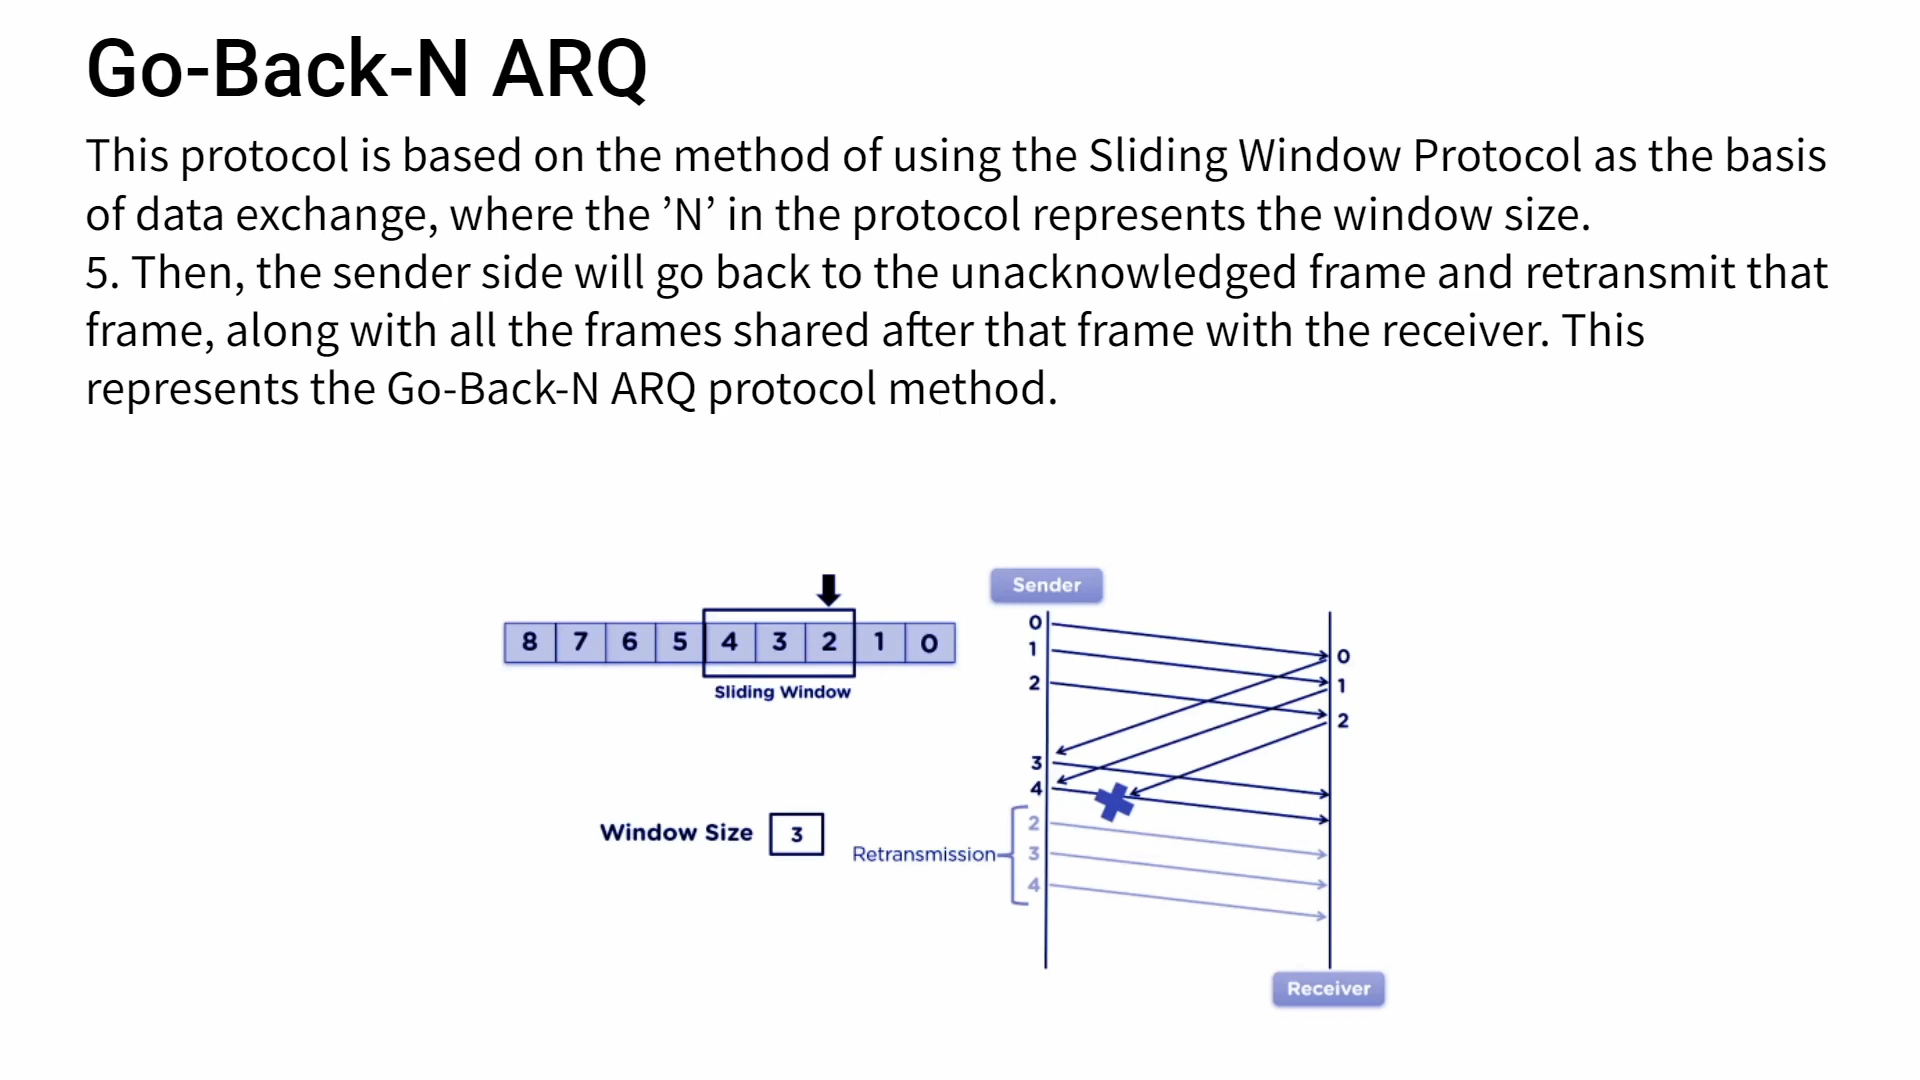 Go-Back-N ARQ
This protocol is based on the method of using the Sliding Window Protocol as the basis
of data exchange, where the ’N’ in the protocol represents the window size.
5. Then, the sender side will go back to the unacknowledged frame and retransmit that
frame, along with all the frames shared after that frame with the receiver. This
represents the Go-Back-N ARQ protocol method.
8 7 6 5 4 3 2 1 0
Sliding Window
Window Size 3
Sender
0
1
2
3
4
Retransmission
2
3
4
0
1
2
Receiver